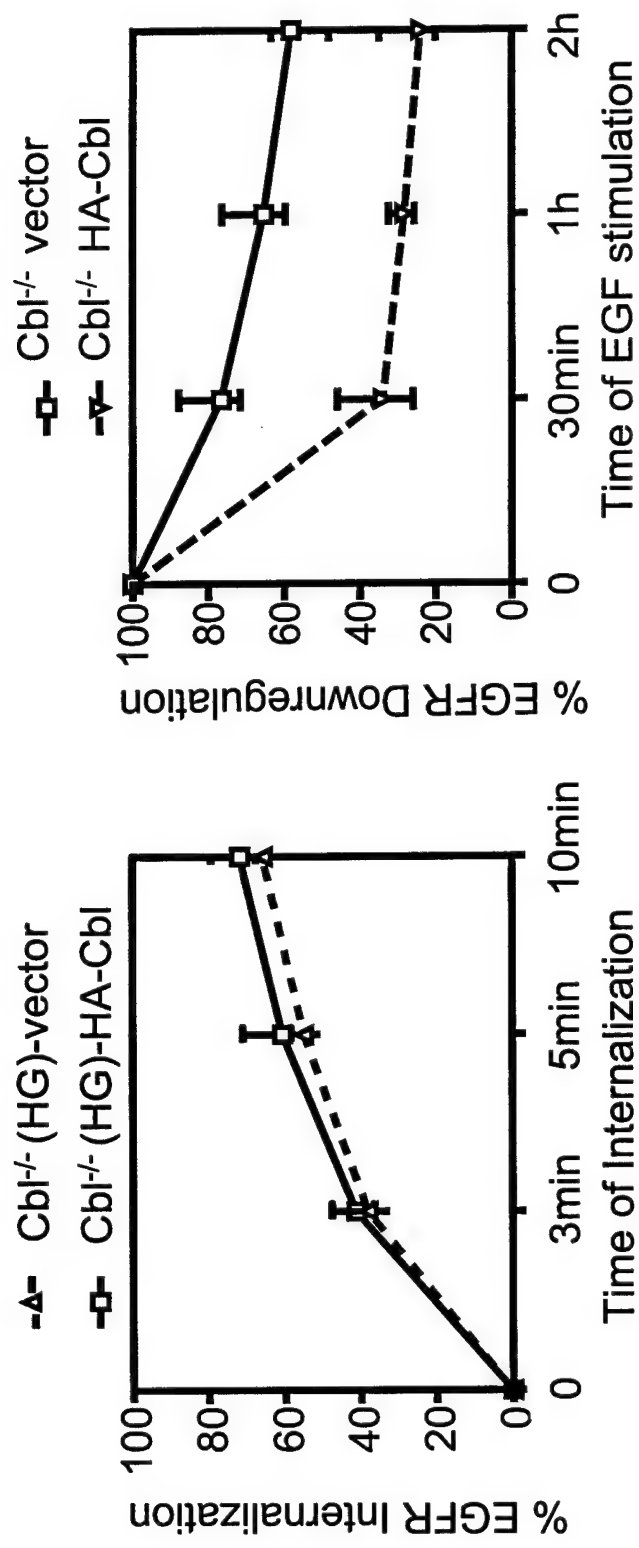 Cbl-/- (HG)-vector
Cbl-/- (HG)-HA-Cbl
% EGFR Internalization
100
80
60
40
20
0
0
3min
5min
10min
Time of Internalization
Cbl-/- vector
Cbl-/- HA-Cbl
% EGFR Downregulation
100
80
60
40
20
0
0
30min
1h
2h
Time of EGF stimulation